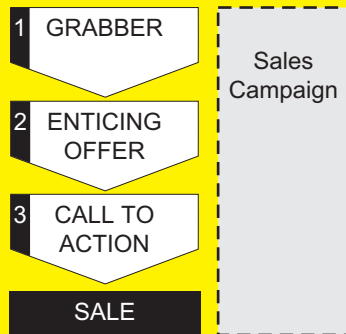 1 GRABBER
2 ENTICING
OFFER
3 CALL TO
ACTION
SALE
Sales
Campaign